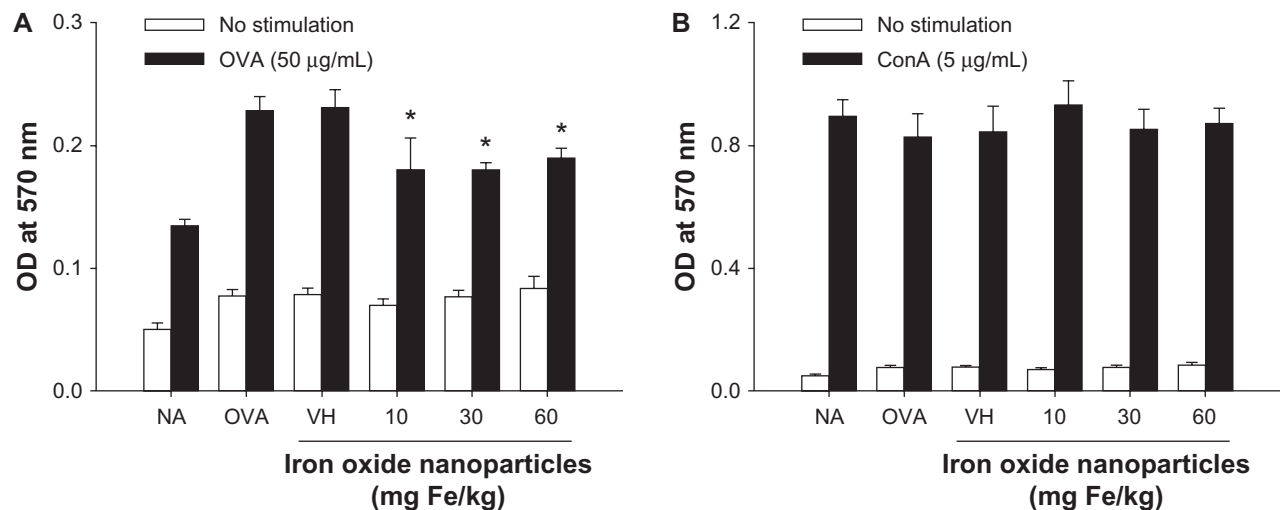 A
No stimulation
OVA (50 µg/mL)
OD at 570 nm
0.3
0.2
0.1
0.0
* * *
NA OVA VH 10 30 60
Iron oxide nanoparticles
(mg Fe/kg)
B
No stimulation
ConA (5 µg/mL)
OD at 570 nm
1.2
0.8
0.4
0.0
NA OVA VH 10 30 60
Iron oxide nanoparticles
(mg Fe/kg)